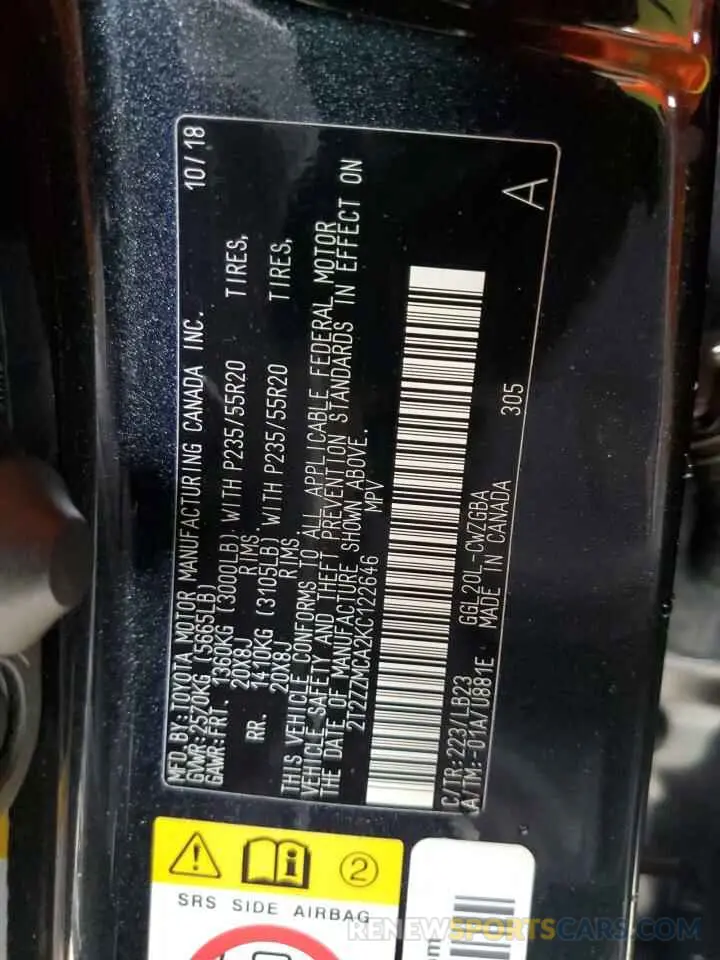 MFD.BY:TOYOTA MOTOR MANUFACTURING CANADA INC. 10/18
GVWR:2570KG (5665LB)
GAWR:FRT. 1360KG (3000LB) WITH P235/55R20 TIRES,
20X8J RIMS
RR. 1410KG (3105LB) WITH P235/55R20 TIRES,
20X8J RIMS
THIS VEHICLE CONFORMS TO ALL APPLICABLE FEDERAL MOTOR
VEHICLE SAFETY AND THEFT PREVENTION STANDARDS IN EFFECT ON
THE DATE OF MANUFACTURE SHOWN ABOVE.
2T2ZZMCA2KC122646 MPV
C/TR:223/LB23 GGL20L-CWZGBA
A/TM:-01A/U881E MADE IN CANADA 305
A
2
SRS SIDE AIRBAG
RENEWSPORTSCARS.COM